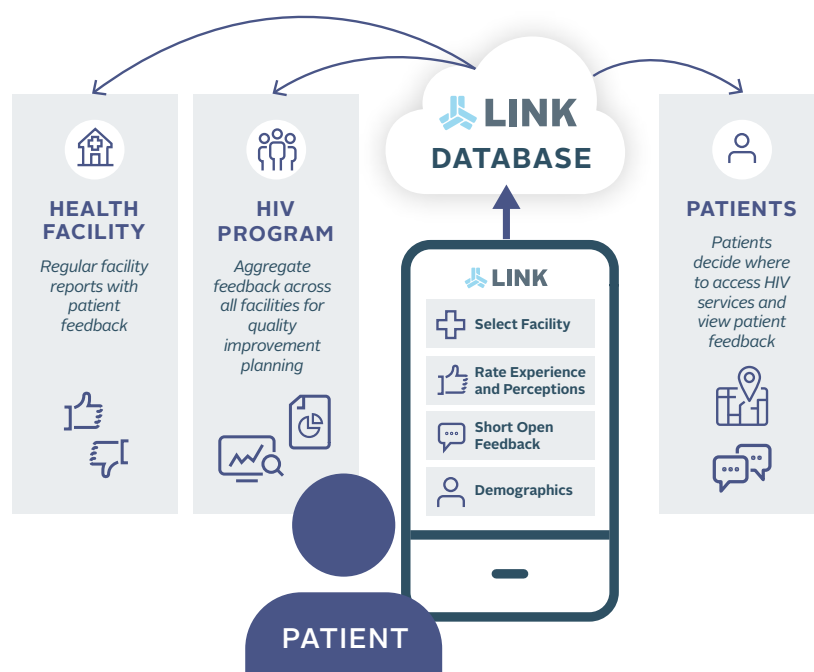 LINK
DATABASE
HEALTH
FACILITY
Regular facility
reports with
patient
feedback
HIV
PROGRAM
Aggregate
feedback across
all facilities for
quality
improvement
planning
LINK
Select Facility
Rate Experience
and Perceptions
Short Open
Feedback
Demographics
PATIENTS
Patients
decide where
to access HIV
services and
view patient
feedback
PATIENT